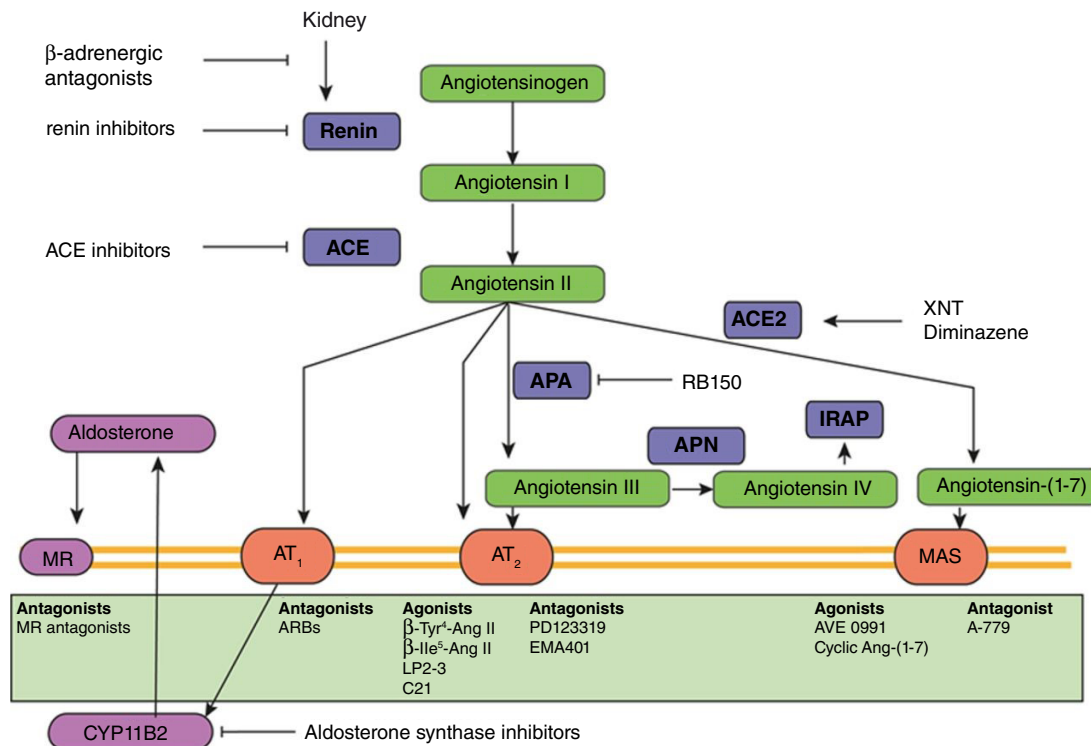 Kidney
β-adrenergic
antagonists
Angiotensinogen
renin inhibitors
Renin
Angiotensin I
ACE inhibitors
ACE
Angiotensin II
ACE2
XNT
Diminazene
APA
RB150
IRAP
Aldosterone
APN
Angiotensin III
Angiotensin IV
Angiotensin-(1-7)
MR
AT₁
AT₂
MAS
Antagonists
MR antagonists
Antagonists
ARBs
Agonists
β-Tyr⁴-Ang II
β-Ile⁵-Ang II
LP2-3
C21
Antagonists
PD123319
EMA401
Agonists
AVE 0991
Cyclic Ang-(1-7)
Antagonist
A-779
CYP11B2
Aldosterone synthase inhibitors